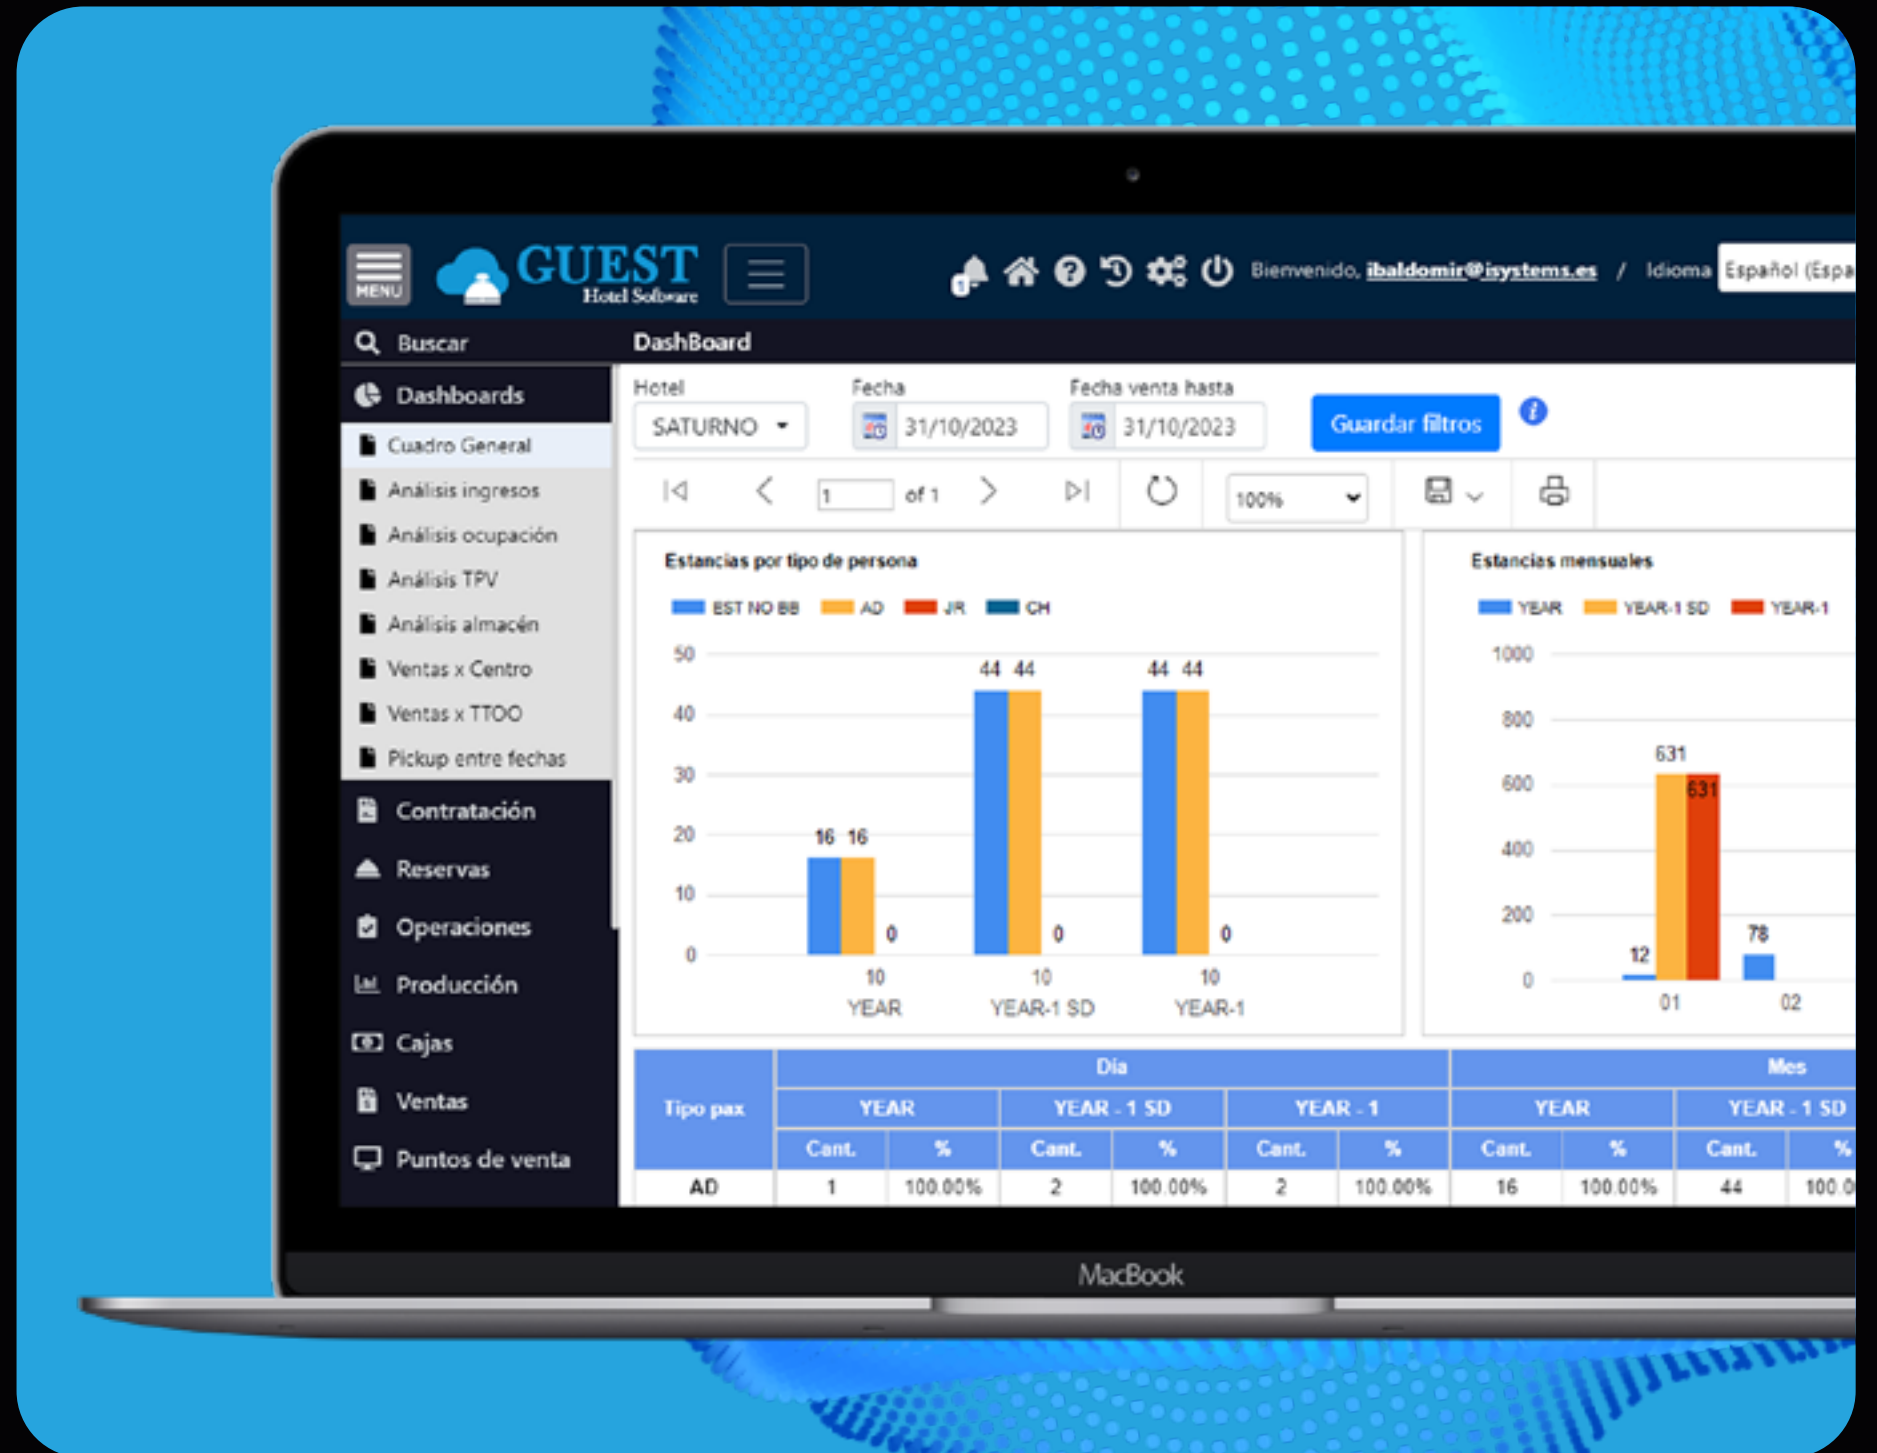 MENU
GUEST
Hotel Software
1
Bienvenido, ibaldomir@isystems.es / Idioma Español (Espa
Buscar
DashBoard
Dashboards
Cuadro General
Análisis ingresos
Análisis ocupación
Análisis TPV
Análisis almacén
Ventas x Centro
Ventas x TTOO
Pickup entre fechas
Contratación
Reservas
Operaciones
Producción
Cajas
Ventas
Puntos de venta
Hotel Fecha Fecha venta hasta
SATURNO 31/10/2023 31/10/2023 Guardar filtros i
1 of 1 100%
Estancias por tipo de persona
EST NO BB AD JR CH
50
40
30
20
10
0
16 16 0
44 44 0
44 44 0
10 10 10
YEAR YEAR-1 SD YEAR-1
Estancias mensuales
YEAR YEAR-1 SD YEAR-1
1000
800
600
400
200
0
12 631 631 78
01 02
Día Mes
Tipo pax YEAR YEAR - 1 SD YEAR - 1 YEAR YEAR - 1 SD
Cant. % Cant. % Cant. % Cant. % Cant. %
AD 1 100.00% 2 100.00% 2 100.00% 16 100.00% 44 100.0
MacBook